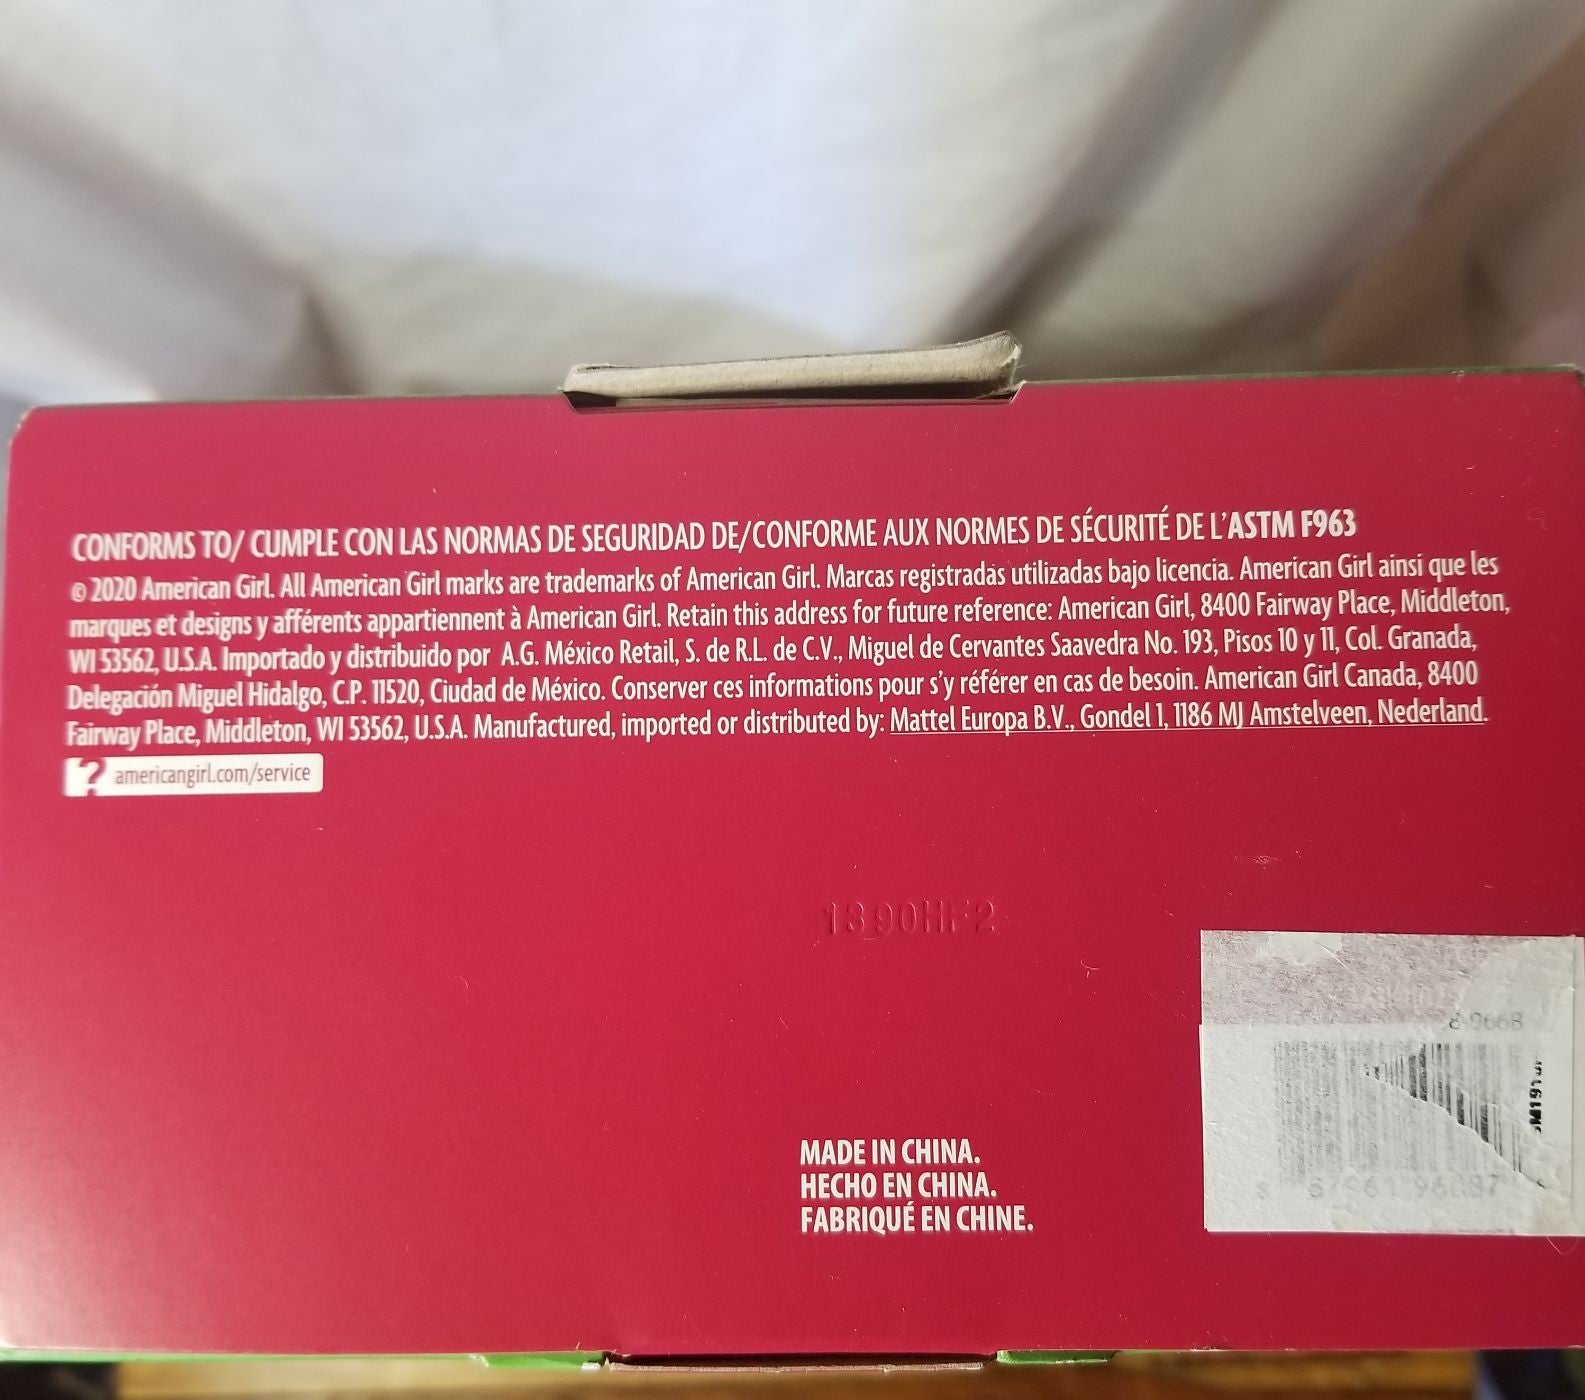 CONFORMS TO/ CUMPLE CON LAS NORMAS DE SEGURIDAD DE/CONFORME AUX NORMES DE SÉCURITÉ DE L'ASTM F963
© 2020 American Girl. All American Girl marks are trademarks of American Girl. Marcas registradas utilizadas bajo licencia. American Girl ainsi que les
marques et designs y afférents appartiennent à American Girl. Retain this address for future reference: American Girl, 8400 Fairway Place, Middleton,
WI 53562, U.S.A. Importado y distribuido por A.G. México Retail, S. de R.L. de C.V., Miguel de Cervantes Saavedra No. 193, Pisos 10 y 11, Col. Granada,
Delegación Miguel Hidalgo, C.P. 11520, Ciudad de México. Conserver ces informations pour s'y référer en cas de besoin. American Girl Canada, 8400
Fairway Place, Middleton, WI 53562, U.S.A. Manufactured, imported or distributed by: Mattel Europa B.V., Gondel 1, 1186 MJ Amstelveen, Nederland.
? americangirl.com/service
1390HF2
MADE IN CHINA.
HECHO EN CHINA.
FABRIQUÉ EN CHINE.